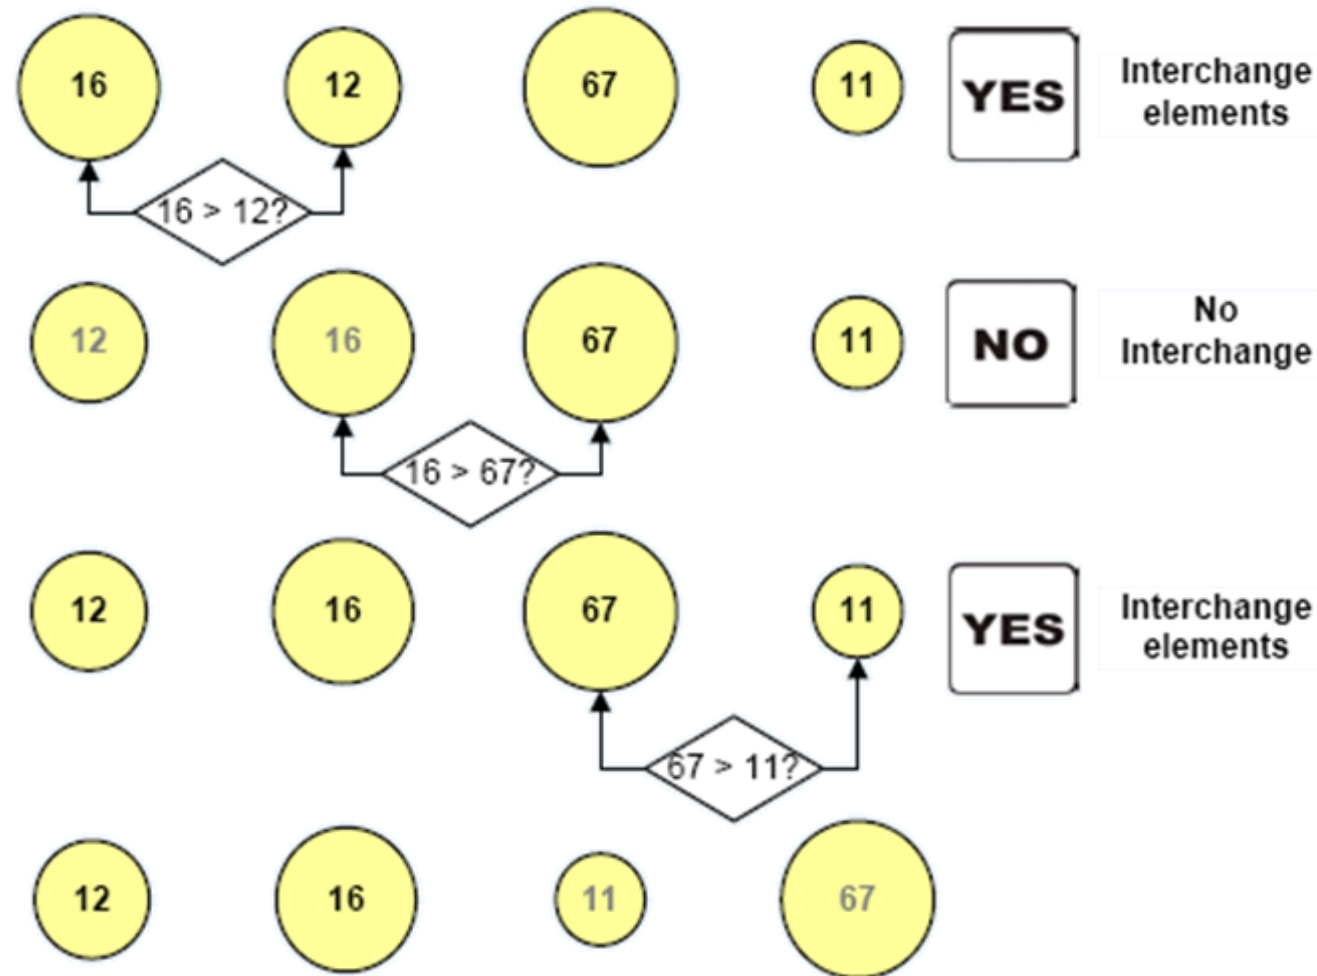 16 12 67 11 YES Interchange
elements
16 > 12?
12 16 67 11 NO No
Interchange
16 > 67?
12 16 67 11 YES Interchange
elements
67 > 11?
12 16 11 67